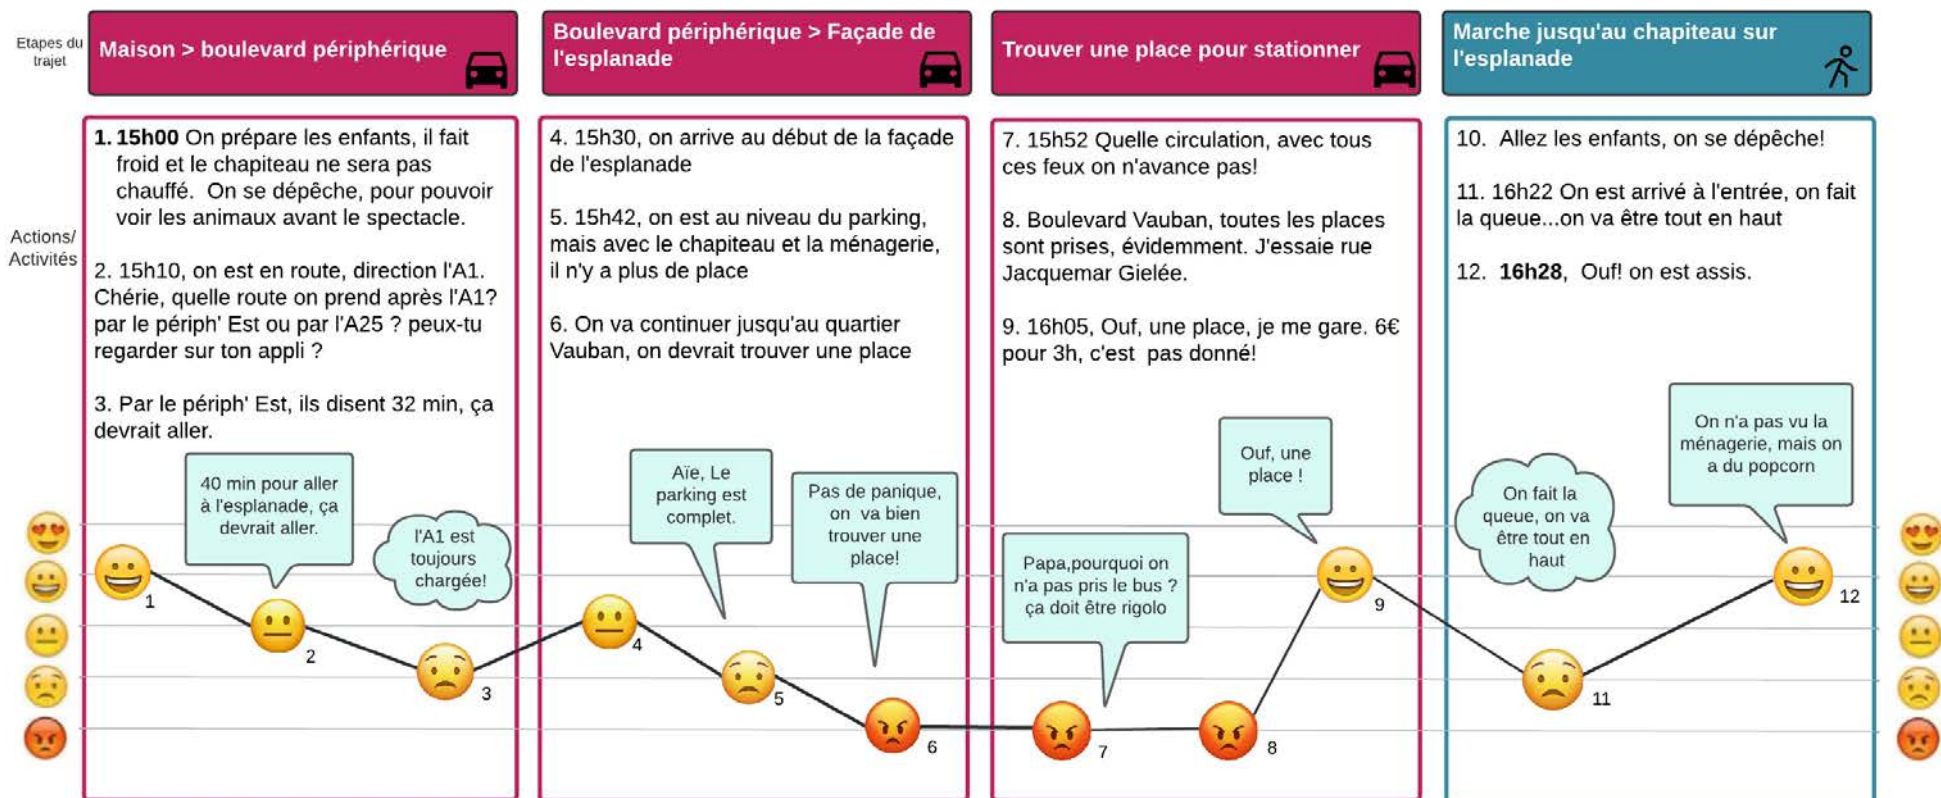 Etapes du
trajet
Maison > boulevard périphérique
Boulevard périphérique > Façade de
l'esplanade
Trouver une place pour stationner
Marche jusqu'au chapiteau sur
l'esplanade
Actions/
Activités
1. 15h00 On prépare les enfants, il fait
froid et le chapiteau ne sera pas
chauffé. On se dépêche, pour pouvoir
voir les animaux avant le spectacle.
2. 15h10, on est en route, direction l'A1.
Chérie, quelle route on prend après l'A1?
par le périph' Est ou par l'A25 ? peux-tu
regarder sur ton appli ?
3. Par le périph' Est, ils disent 32 min, ça
devrait aller.
4. 15h30, on arrive au début de la façade
de l'esplanade
5. 15h42, on est au niveau du parking,
mais avec le chapiteau et la ménagerie,
il n'y a plus de place
6. On va continuer jusqu'au quartier
Vauban, on devrait trouver une place
7. 15h52 Quelle circulation, avec tous
ces feux on n'avance pas!
8. Boulevard Vauban, toutes les places
sont prises, évidemment. J'essaie rue
Jacquemar Gielée.
9. 16h05, Ouf, une place, je me gare. 6€
pour 3h, c'est pas donné!
10. Allez les enfants, on se dépêche!
11. 16h22 On est arrivé à l'entrée, on fait
la queue...on va être tout en haut
12. 16h28, Ouf! on est assis.
40 min pour aller
à l'esplanade, ça
devrait aller.
l'A1 est
toujours
chargée!
Aïe, Le
parking est
complet.
Pas de panique,
on va bien
trouver une
place!
Papa,pourquoi on
n'a pas pris le bus ?
ça doit être rigolo
Ouf, une
place !
On fait la
queue, on va
être tout en
haut
On n'a pas vu la
ménagerie, mais on
a du popcorn
1
2
3
4
5
6
7
8
9
11
12